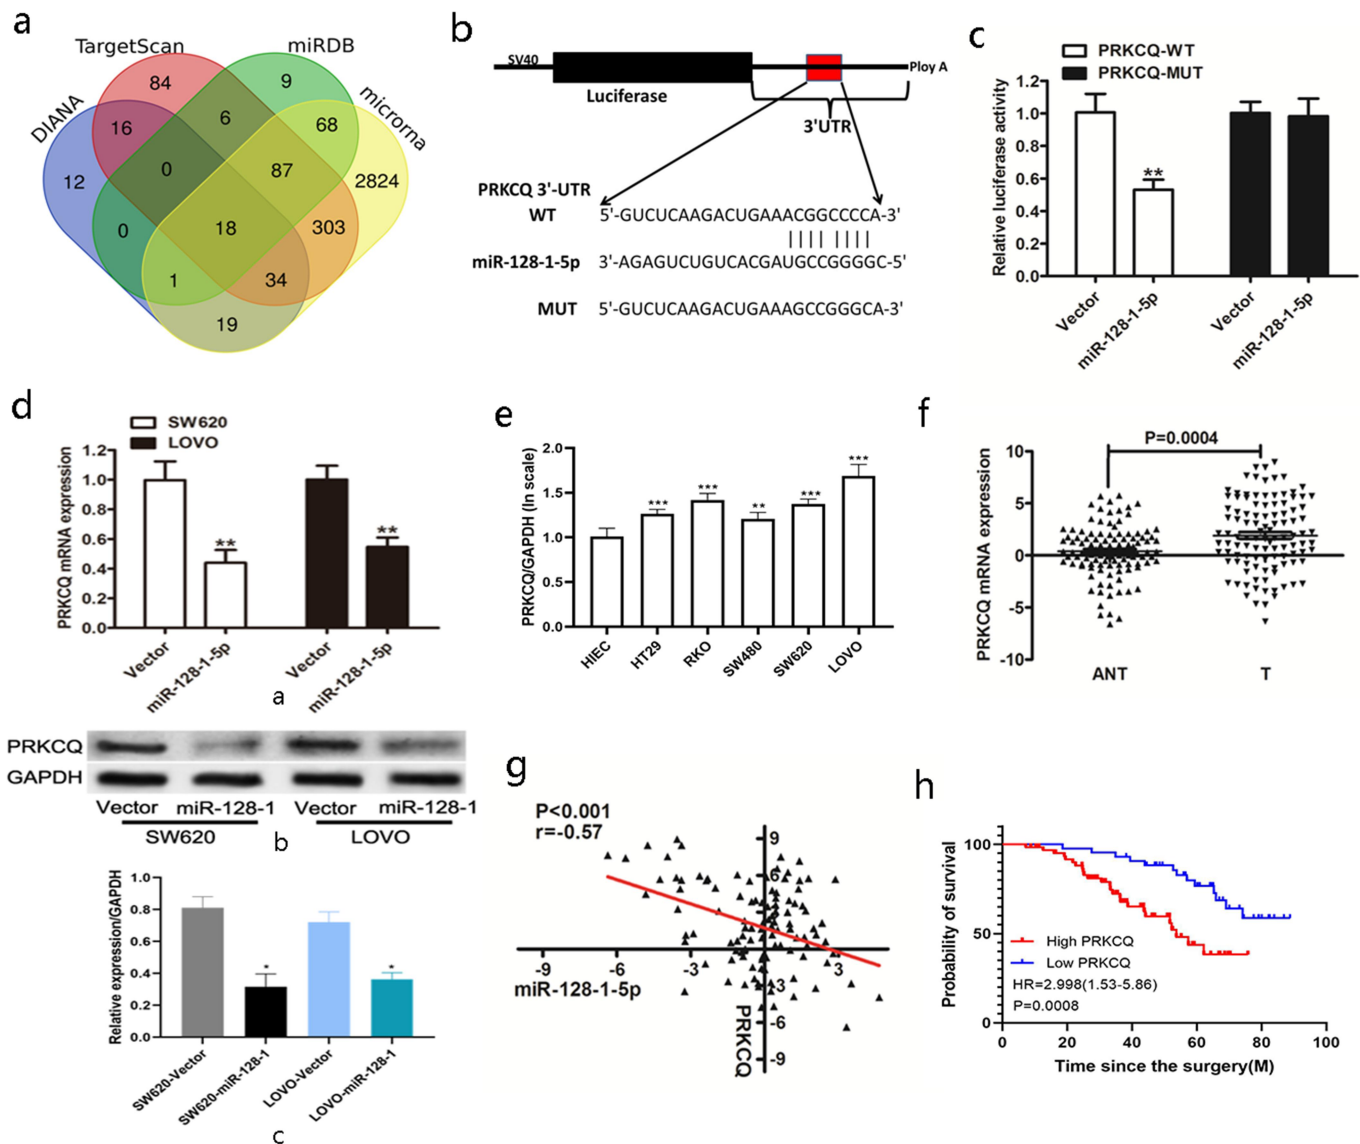 a
TargetScan
miRDB
DIANA
microrna
84
9
16
6
68
12
0
87
2824
0
18
303
1
34
19
b
SV40
Luciferase
Ploy A
3'UTR
PRKCQ 3'-UTR
WT
5'-GUCUCAAGACUGAAACGGCCCCA-3'
miR-128-1-5p
3'-AGAGUCUGUCACGAUGCCGGGGC-5'
MUT
5'-GUCUCAAGACUGAAAGCCGGGCA-3'
c
PRKCQ-WT
PRKCQ-MUT
Relative luciferase activity
1.2
1.0
0.8
0.6
0.4
0.2
0.0
**
Vector
miR-128-1-5p
Vector
miR-128-1-5p
d
SW620
LOVO
PRKCQ mRNA expression
1.2
1.0
0.8
0.6
0.4
0.2
0.0
**
**
Vector
miR-128-1-5p
Vector
miR-128-1-5p
a
PRKCQ
GAPDH
Vector miR-128-1 Vector miR-128-1
SW620 LOVO
b
Relative expression/GAPDH
1.0
0.8
0.6
0.4
0.2
0.0
*
*
SW620-Vector
SW620-miR-128-1
LOVO-Vector
LOVO-miR-128-1
c
e
PRKCQ/GAPDH (ln scale)
2.0
1.5
1.0
0.5
0.0
***
***
**
***
***
HIEC
HT29
RKO
SW480
SW620
LOVO
f
P=0.0004
PRKCQ mRNA expression
10
5
0
-5
-10
ANT
T
g
P<0.001
r=-0.57
9
6
-9
-6
-3
3
miR-128-1-5p
-3
-6
-9
PRKCQ
h
Probability of survival
100
50
0
High PRKCQ
Low PRKCQ
HR=2.998(1.53-5.86)
P=0.0008
0
20
40
60
80
100
Time since the surgery(M)